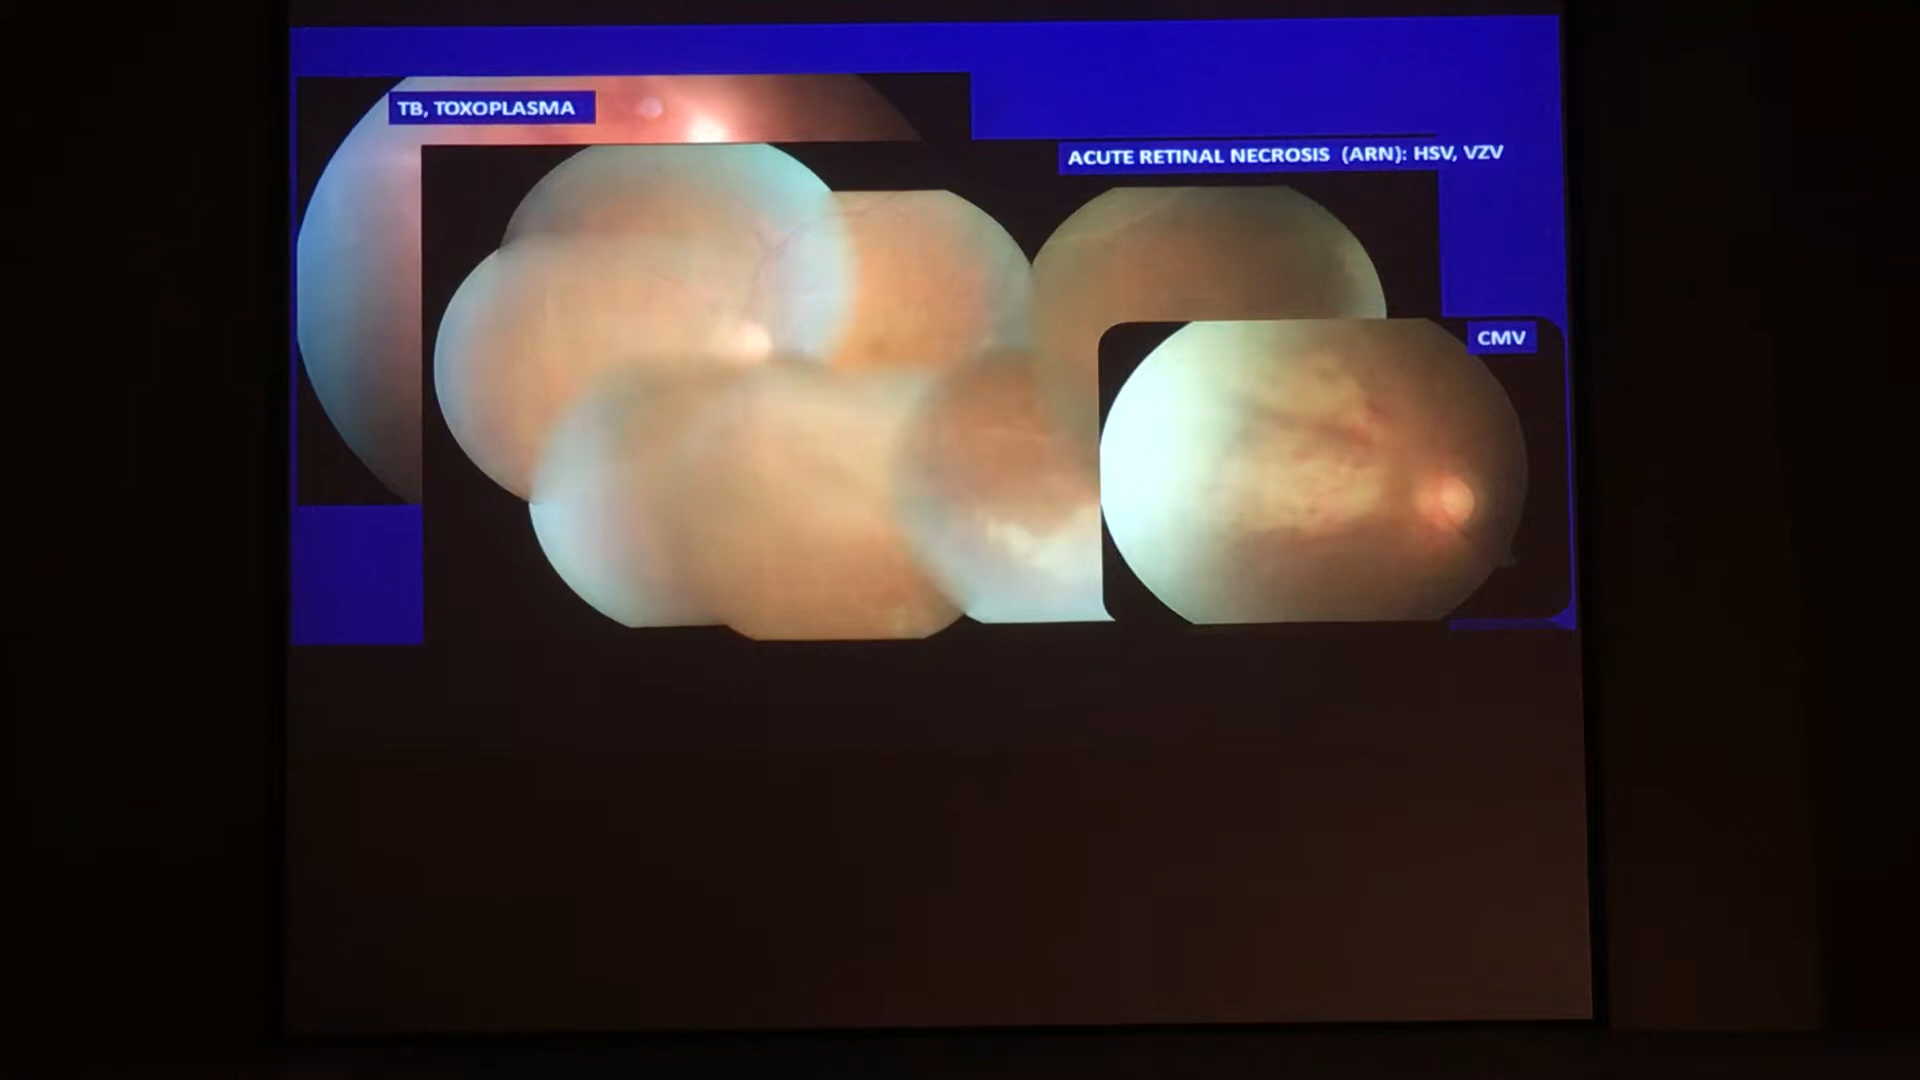 TB, TOXOPLASMA
ACUTE RETINAL NECROSIS (ARN): HSV, VZV
CMV